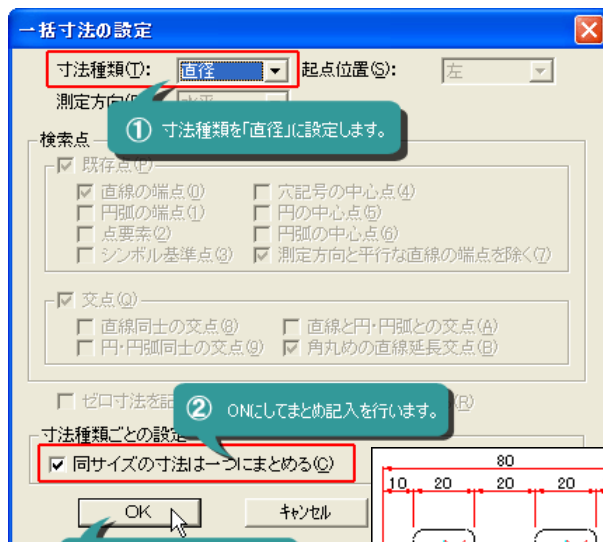 一括寸法の設定
寸法種類(T): 直径 起点位置(S): 左
測定方向
① 寸法種類を「直径」に設定します。
検索点
既存点(P)
直線の端点(0) 穴記号の中心点(4)
円弧の端点(1) 円の中心点(5)
点要素(2) 円弧の中心点(6)
シンボル基準点(3) 測定方向と平行な直線の端点を除く(7)
交点(Q)
直線同士の交点(8) 直線と円・円弧との交点(A)
円・円弧同士の交点(9) 角丸めの直線延長交点(B)
ゼロ寸法を記 (R)
② ONにしてまとめ記入を行います。
寸法種類ごとの設定
同サイズの寸法は一つにまとめる(C)
80
10 20 20 20
OK キャンセル